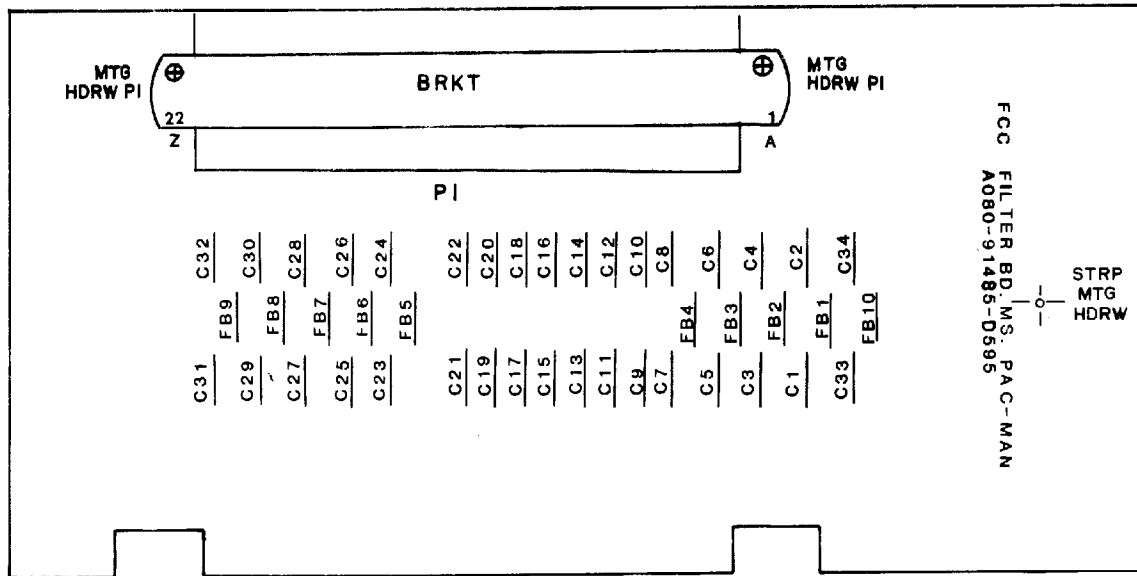 MTG
HDRW PI
BRKT
MTG
HDRW PI
22
1
Z
A
PI
C32 C30 C28 C26 C24 C22 C20 C18 C16 C14 C12 C10 C8 C6 C4 C2 C34
FB9 FB8 FB7 FB6 FB5 FB4 FB3 FB2 FB1 FB10
C31 C29 C27 C25 C23 C21 C19 C17 C15 C13 C11 C9 C7 C5 C3 C1 C33
FCC FILTER BD. MS. PAC-MAN
A080-91485-D595
STRP
MTG
HDRW